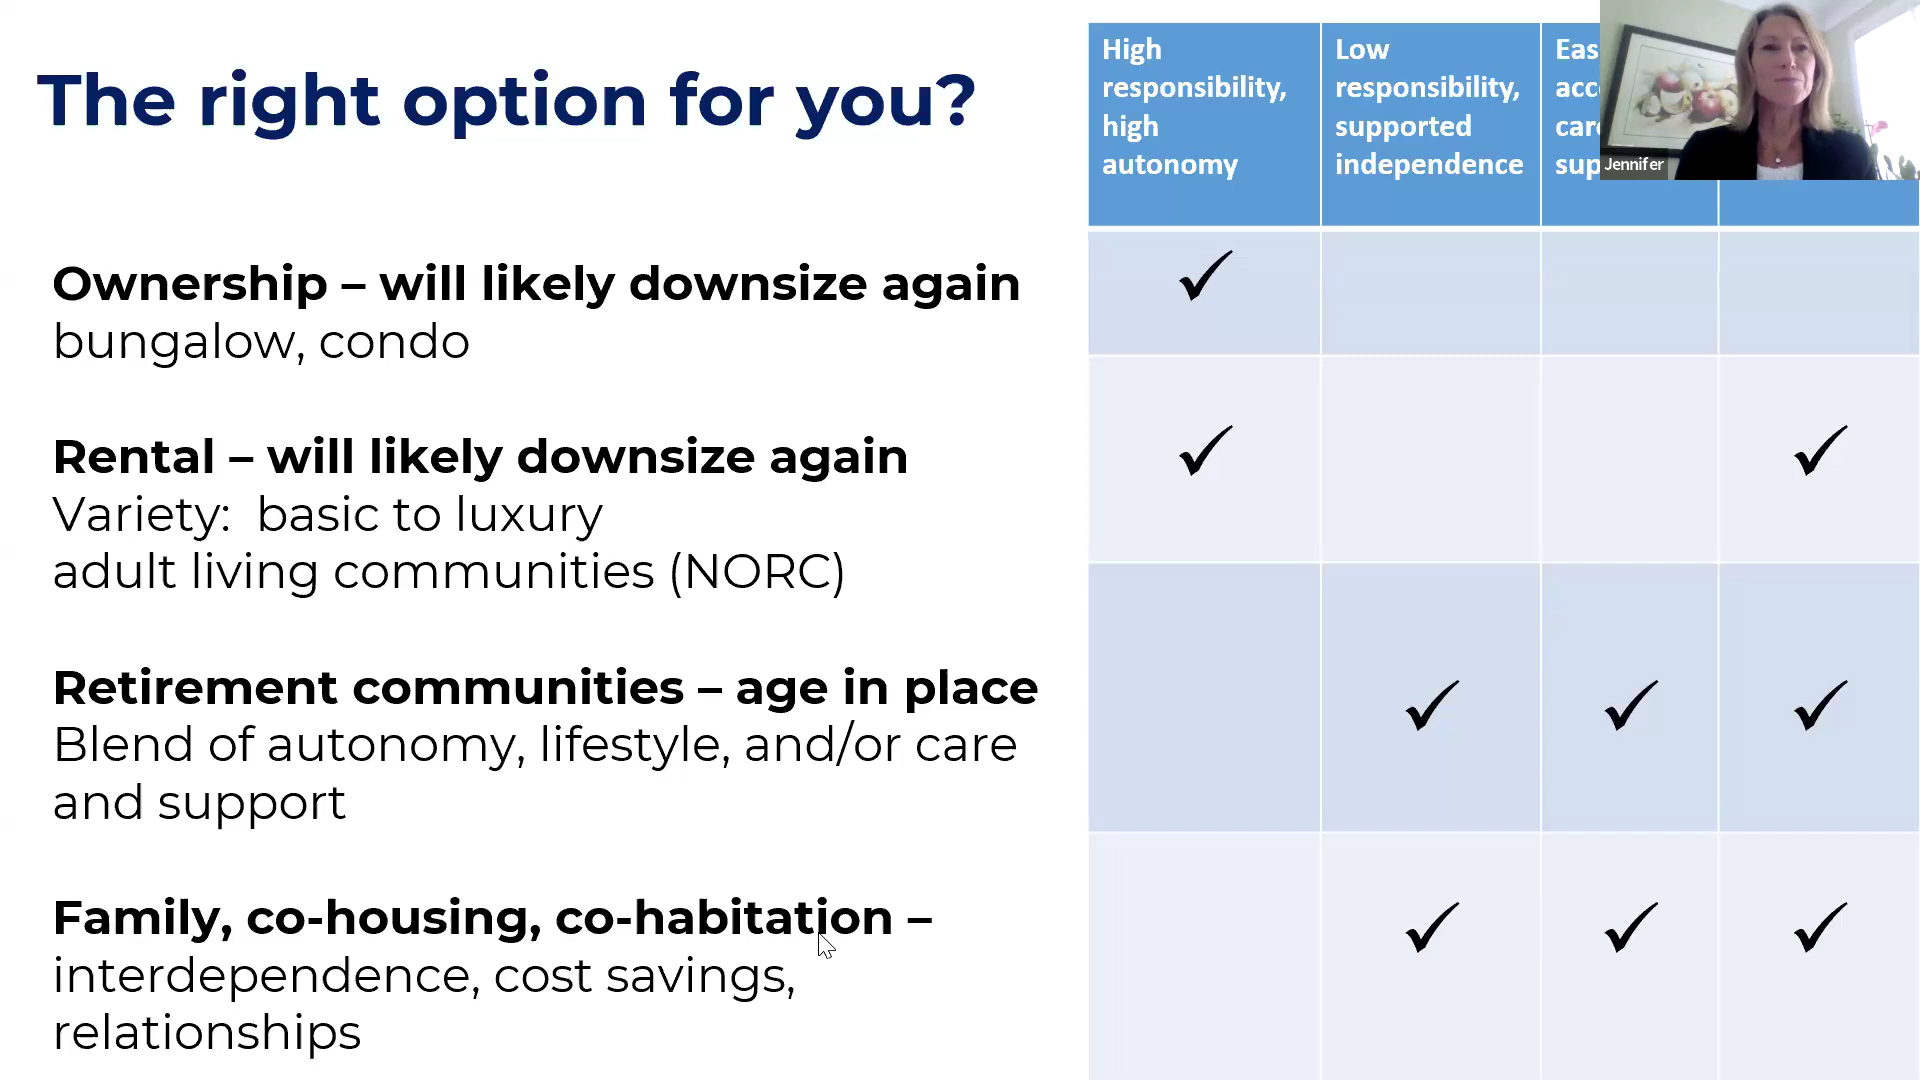 The right option for you?
High
responsibility,
high
autonomy
Low
responsibility,
supported
independence
Jennifer
Ownership – will likely downsize again
bungalow, condo
✓
Rental – will likely downsize again
Variety:  basic to luxury
adult living communities (NORC)
✓ ✓
Retirement communities – age in place
Blend of autonomy, lifestyle, and/or care
and support
✓ ✓ ✓
Family, co-housing, co-habitation –
interdependence, cost savings,
relationships
✓ ✓ ✓